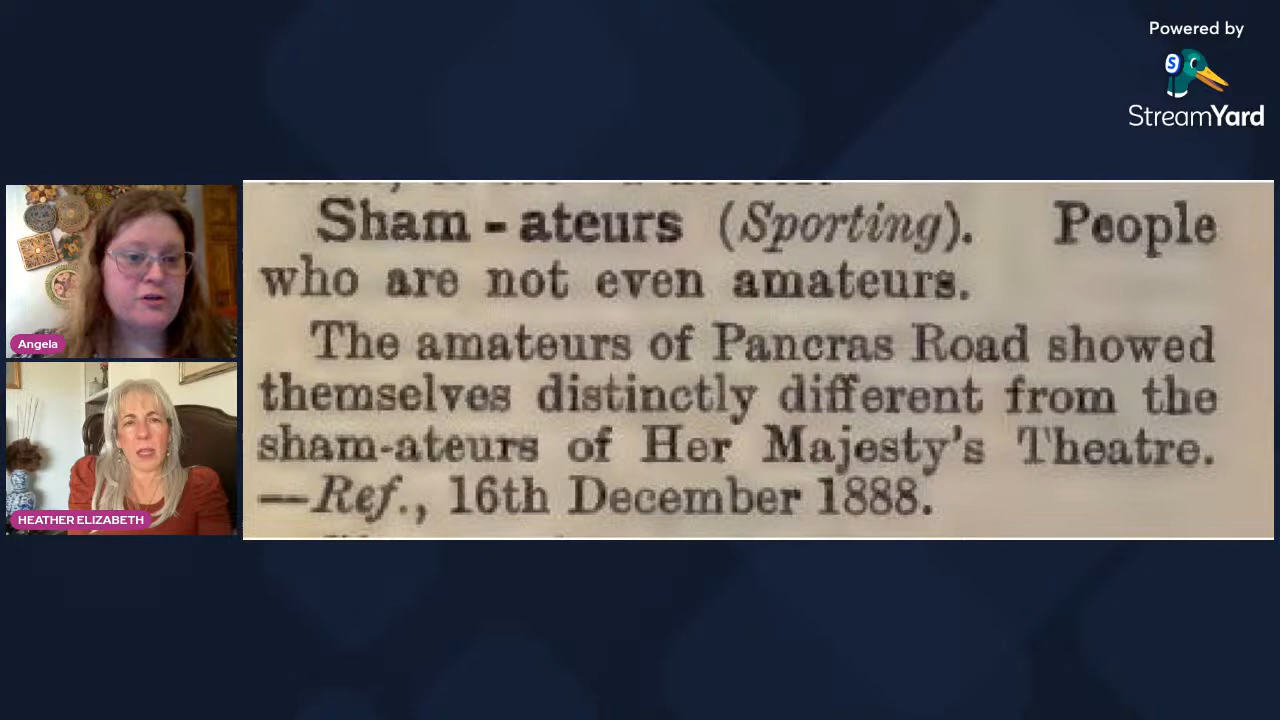 Powered by
StreamYard
Sham-ateurs (Sporting). People
who are not even amateurs.
The amateurs of Pancras Road showed
themselves distinctly different from the
sham-ateurs of Her Majesty's Theatre.
—Ref., 16th December 1888.
Angela
HEATHER ELIZABETH